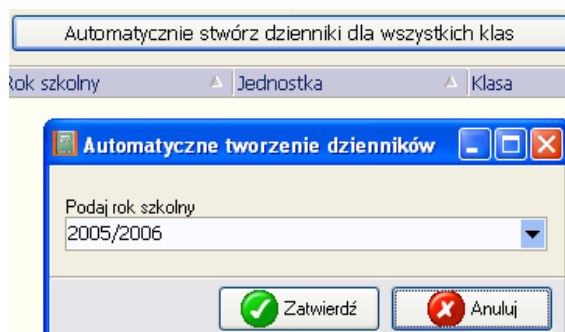 Automatycznie stwórz dzienniki dla wszystkich klas
Rok szkolny Jednostka Klasa
Automatyczne tworzenie dzienników
Podaj rok szkolny
2005/2006
Zatwierdź Anuluj